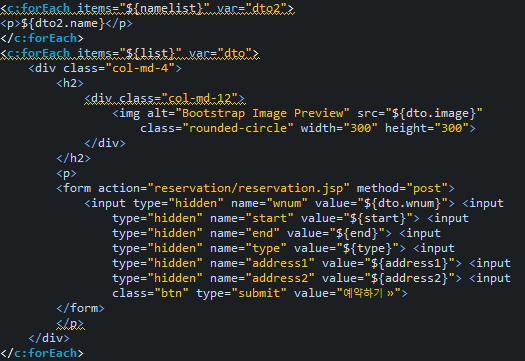 <c:forEach items="${namelist}" var="dto2">
<p>${dto2.name}</p>
</c:forEach>
<c:forEach items="${list}" var="dto">
<div class="col-md-4">
<h2>
<div class="col-md-12">
<img alt="Bootstrap Image Preview" src="${dto.image}"
class="rounded-circle" width="300" height="300">
</div>
</h2>
<p>
<form action="reservation/reservation.jsp" method="post">
<input type="hidden" name="wnum" value="${dto.wnum}"> <input
type="hidden" name="start" value="${start}"> <input
type="hidden" name="end" value="${end}"> <input
type="hidden" name="type" value="${type}"> <input
type="hidden" name="address1" value="${address1}"> <input
type="hidden" name="address2" value="${address2}"> <input
class="btn" type="submit" value="예약하기 »">
</form>
</p>
</div>
</c:forEach>